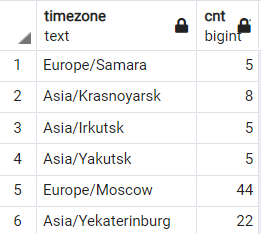 timezone cnt
text bigint
1 Europe/Samara 5
2 Asia/Krasnoyarsk 8
3 Asia/Irkutsk 5
4 Asia/Yakutsk 5
5 Europe/Moscow 44
6 Asia/Yekaterinburg 22